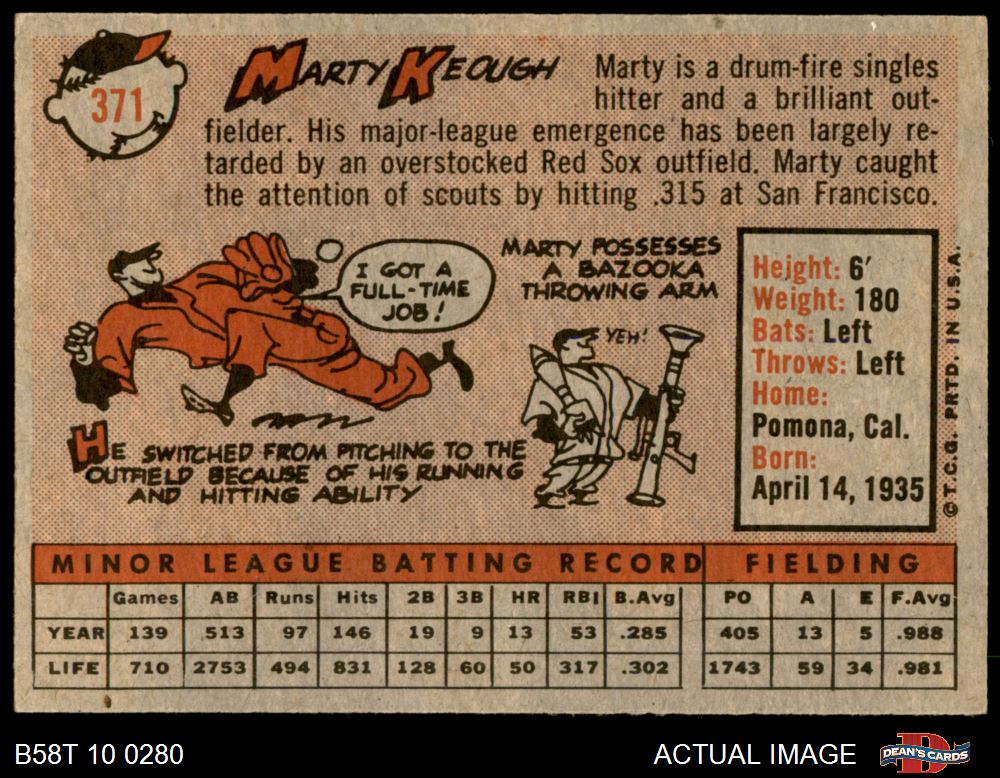 371
MARTY KEOUGH
Marty is a drum-fire singles
hitter and a brilliant out-
fielder. His major-league emergence has been largely re-
tarded by an overstocked Red Sox outfield. Marty caught
the attention of scouts by hitting .315 at San Francisco.
I GOT A
FULL-TIME
JOB!
HE SWITCHED FROM PITCHING TO THE
OUTFIELD BECAUSE OF HIS RUNNING
AND HITTING ABILITY
MARTY POSSESSES
A BAZOOKA
THROWING ARM
YEH!
Height: 6'
Weight: 180
Bats: Left
Throws: Left
Home:
Pomona, Cal.
Born:
April 14, 1935
© T.C.G. PRTD. IN U.S.A.
MINOR LEAGUE BATTING RECORD FIELDING
Games AB Runs Hits 2B 3B HR RBI B.Avg PO A E F.Avg
YEAR 139 513 97 146 19 9 13 53 .285 405 13 5 .988
LIFE 710 2753 494 831 128 60 50 317 .302 1743 59 34 .981
B58T 10 0280
ACTUAL IMAGE
D
DEAN'S CARDS